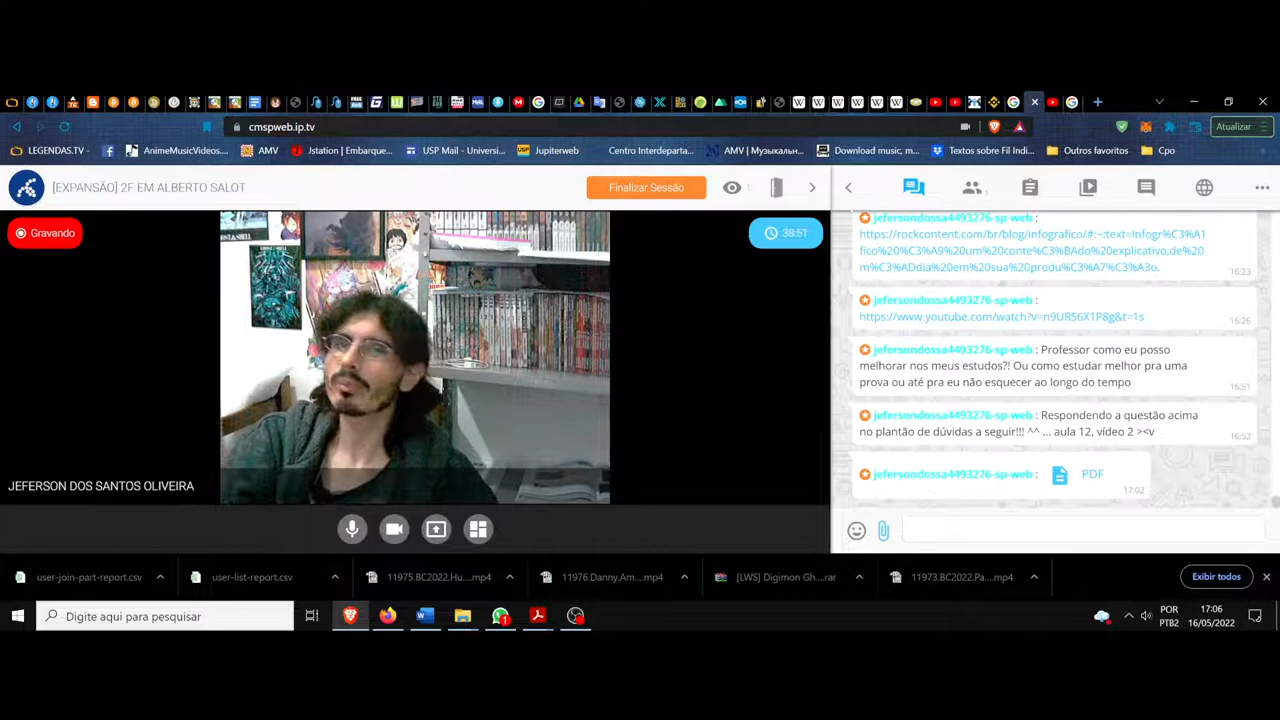 cmspweb.ip.tv
Atualizar
LEGENDAS.TV -
AnimeMusicVideos...
AMV
Jstation | Embarque...
USP Mail - Universi...
Jupiterweb
Centro Interdeparta...
AMV | Музыкальн...
Download music, m...
Textos sobre Fil Indi...
Outros favoritos
Cpo
[EXPANSÃO] 2F EM ALBERTO SALOT
Finalizar Sessão
1
1
Gravando
38:51
JEFERSON DOS SANTOS OLIVEIRA
jefersondossa4493276-sp-web :
https://rockcontent.com/br/blog/infografico/#:~:text=Infogr%C3%A1
fico%20%C3%A9%20um%20conte%C3%BAdo%20explicativo,de%20
m%C3%ADdia%20em%20sua%20produ%C3%A7%C3%A3o.
16:23
jefersondossa4493276-sp-web :
https://www.youtube.com/watch?v=n9URS6X1P8g&t=1s
16:26
jefersondossa4493276-sp-web : Professor como eu posso
melhorar nos meus estudos?! Ou como estudar melhor pra uma
prova ou até pra eu não esquecer ao longo do tempo
16:51
jefersondossa4493276-sp-web : Respondendo a questão acima
no plantão de dúvidas a seguir!!! ^^ ... aula 12, vídeo 2 ><v
16:52
jefersondossa4493276-sp-web : PDF
17:02
user-join-part-report.csv
user-list-report.csv
11975.BC2022.Hu....mp4
11976.Danny.Am....mp4
[LWS] Digimon Gh....rar
11973.BC2022.Pa....mp4
Exibir todos
Digite aqui para pesquisar
1
POR
PTB2
17:06
16/05/2022